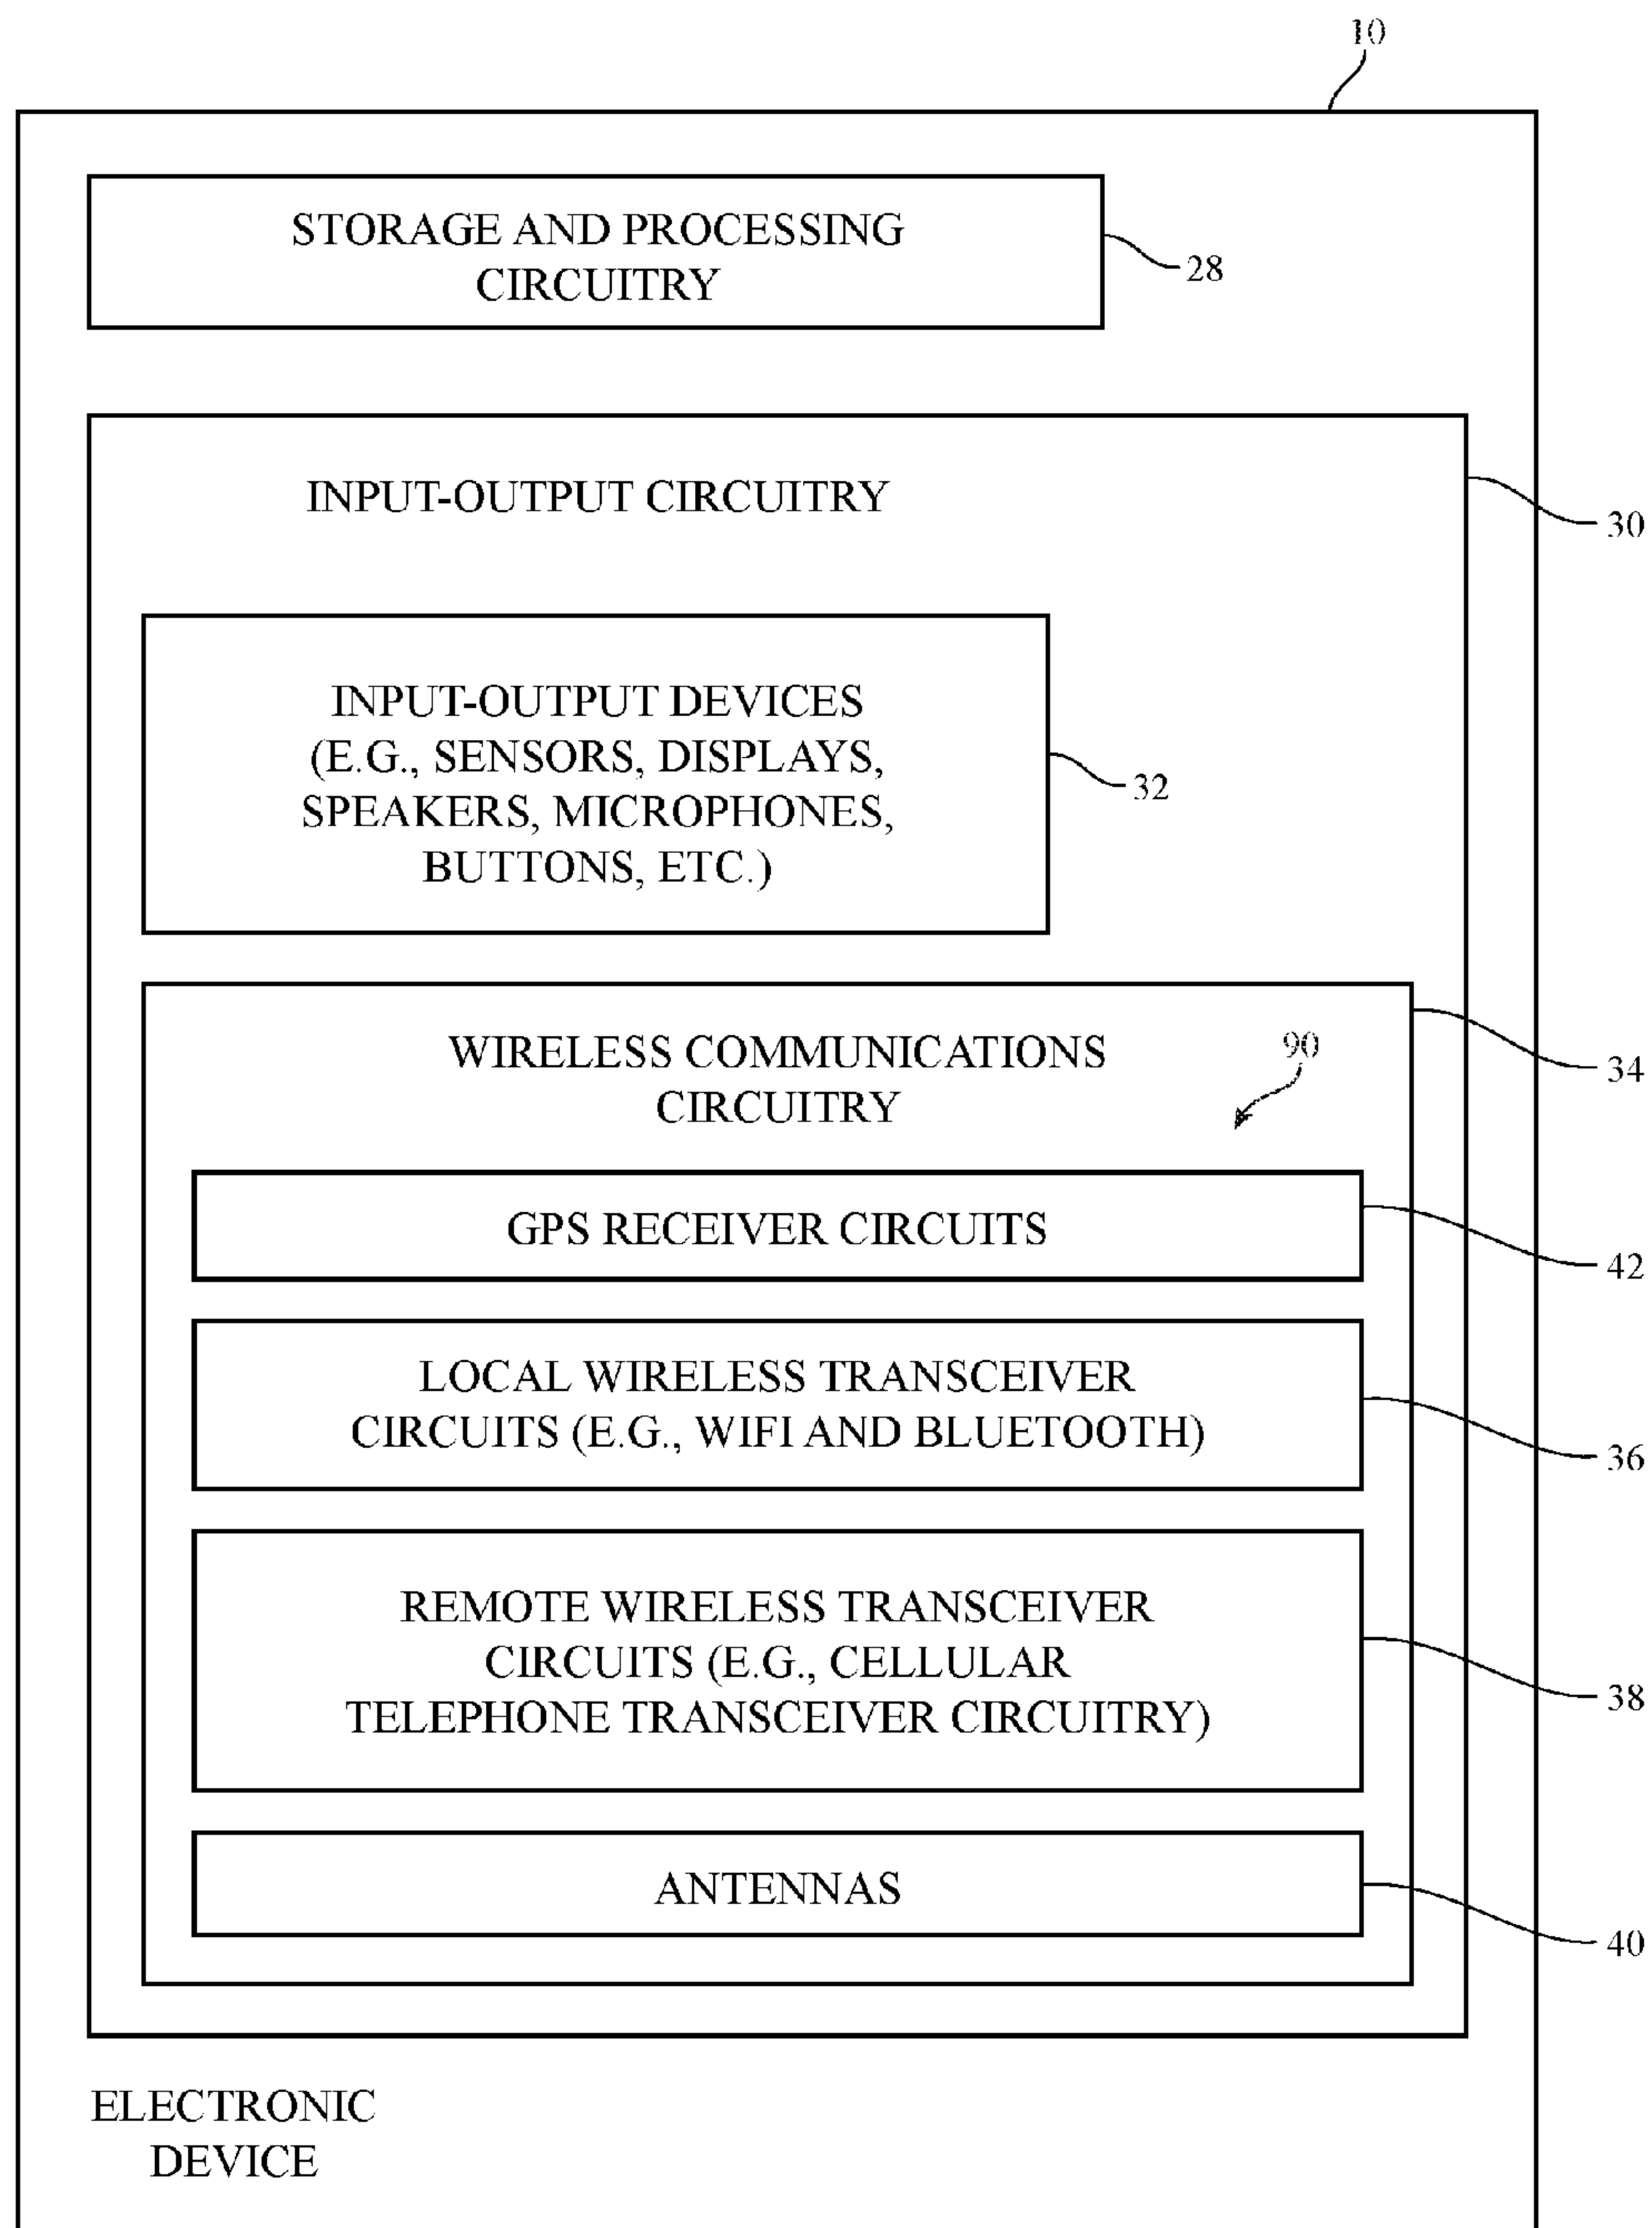 10
STORAGE AND PROCESSING
CIRCUITRY
28
INPUT-OUTPUT CIRCUITRY
30
INPUT-OUTPUT DEVICES
(E.G., SENSORS, DISPLAYS,
SPEAKERS, MICROPHONES,
BUTTONS, ETC.)
32
WIRELESS COMMUNICATIONS
CIRCUITRY
90
34
GPS RECEIVER CIRCUITS
42
LOCAL WIRELESS TRANSCEIVER
CIRCUITS (E.G., WIFI AND BLUETOOTH)
36
REMOTE WIRELESS TRANSCEIVER
CIRCUITS (E.G., CELLULAR
TELEPHONE TRANSCEIVER CIRCUITRY)
38
ANTENNAS
40
ELECTRONIC
DEVICE